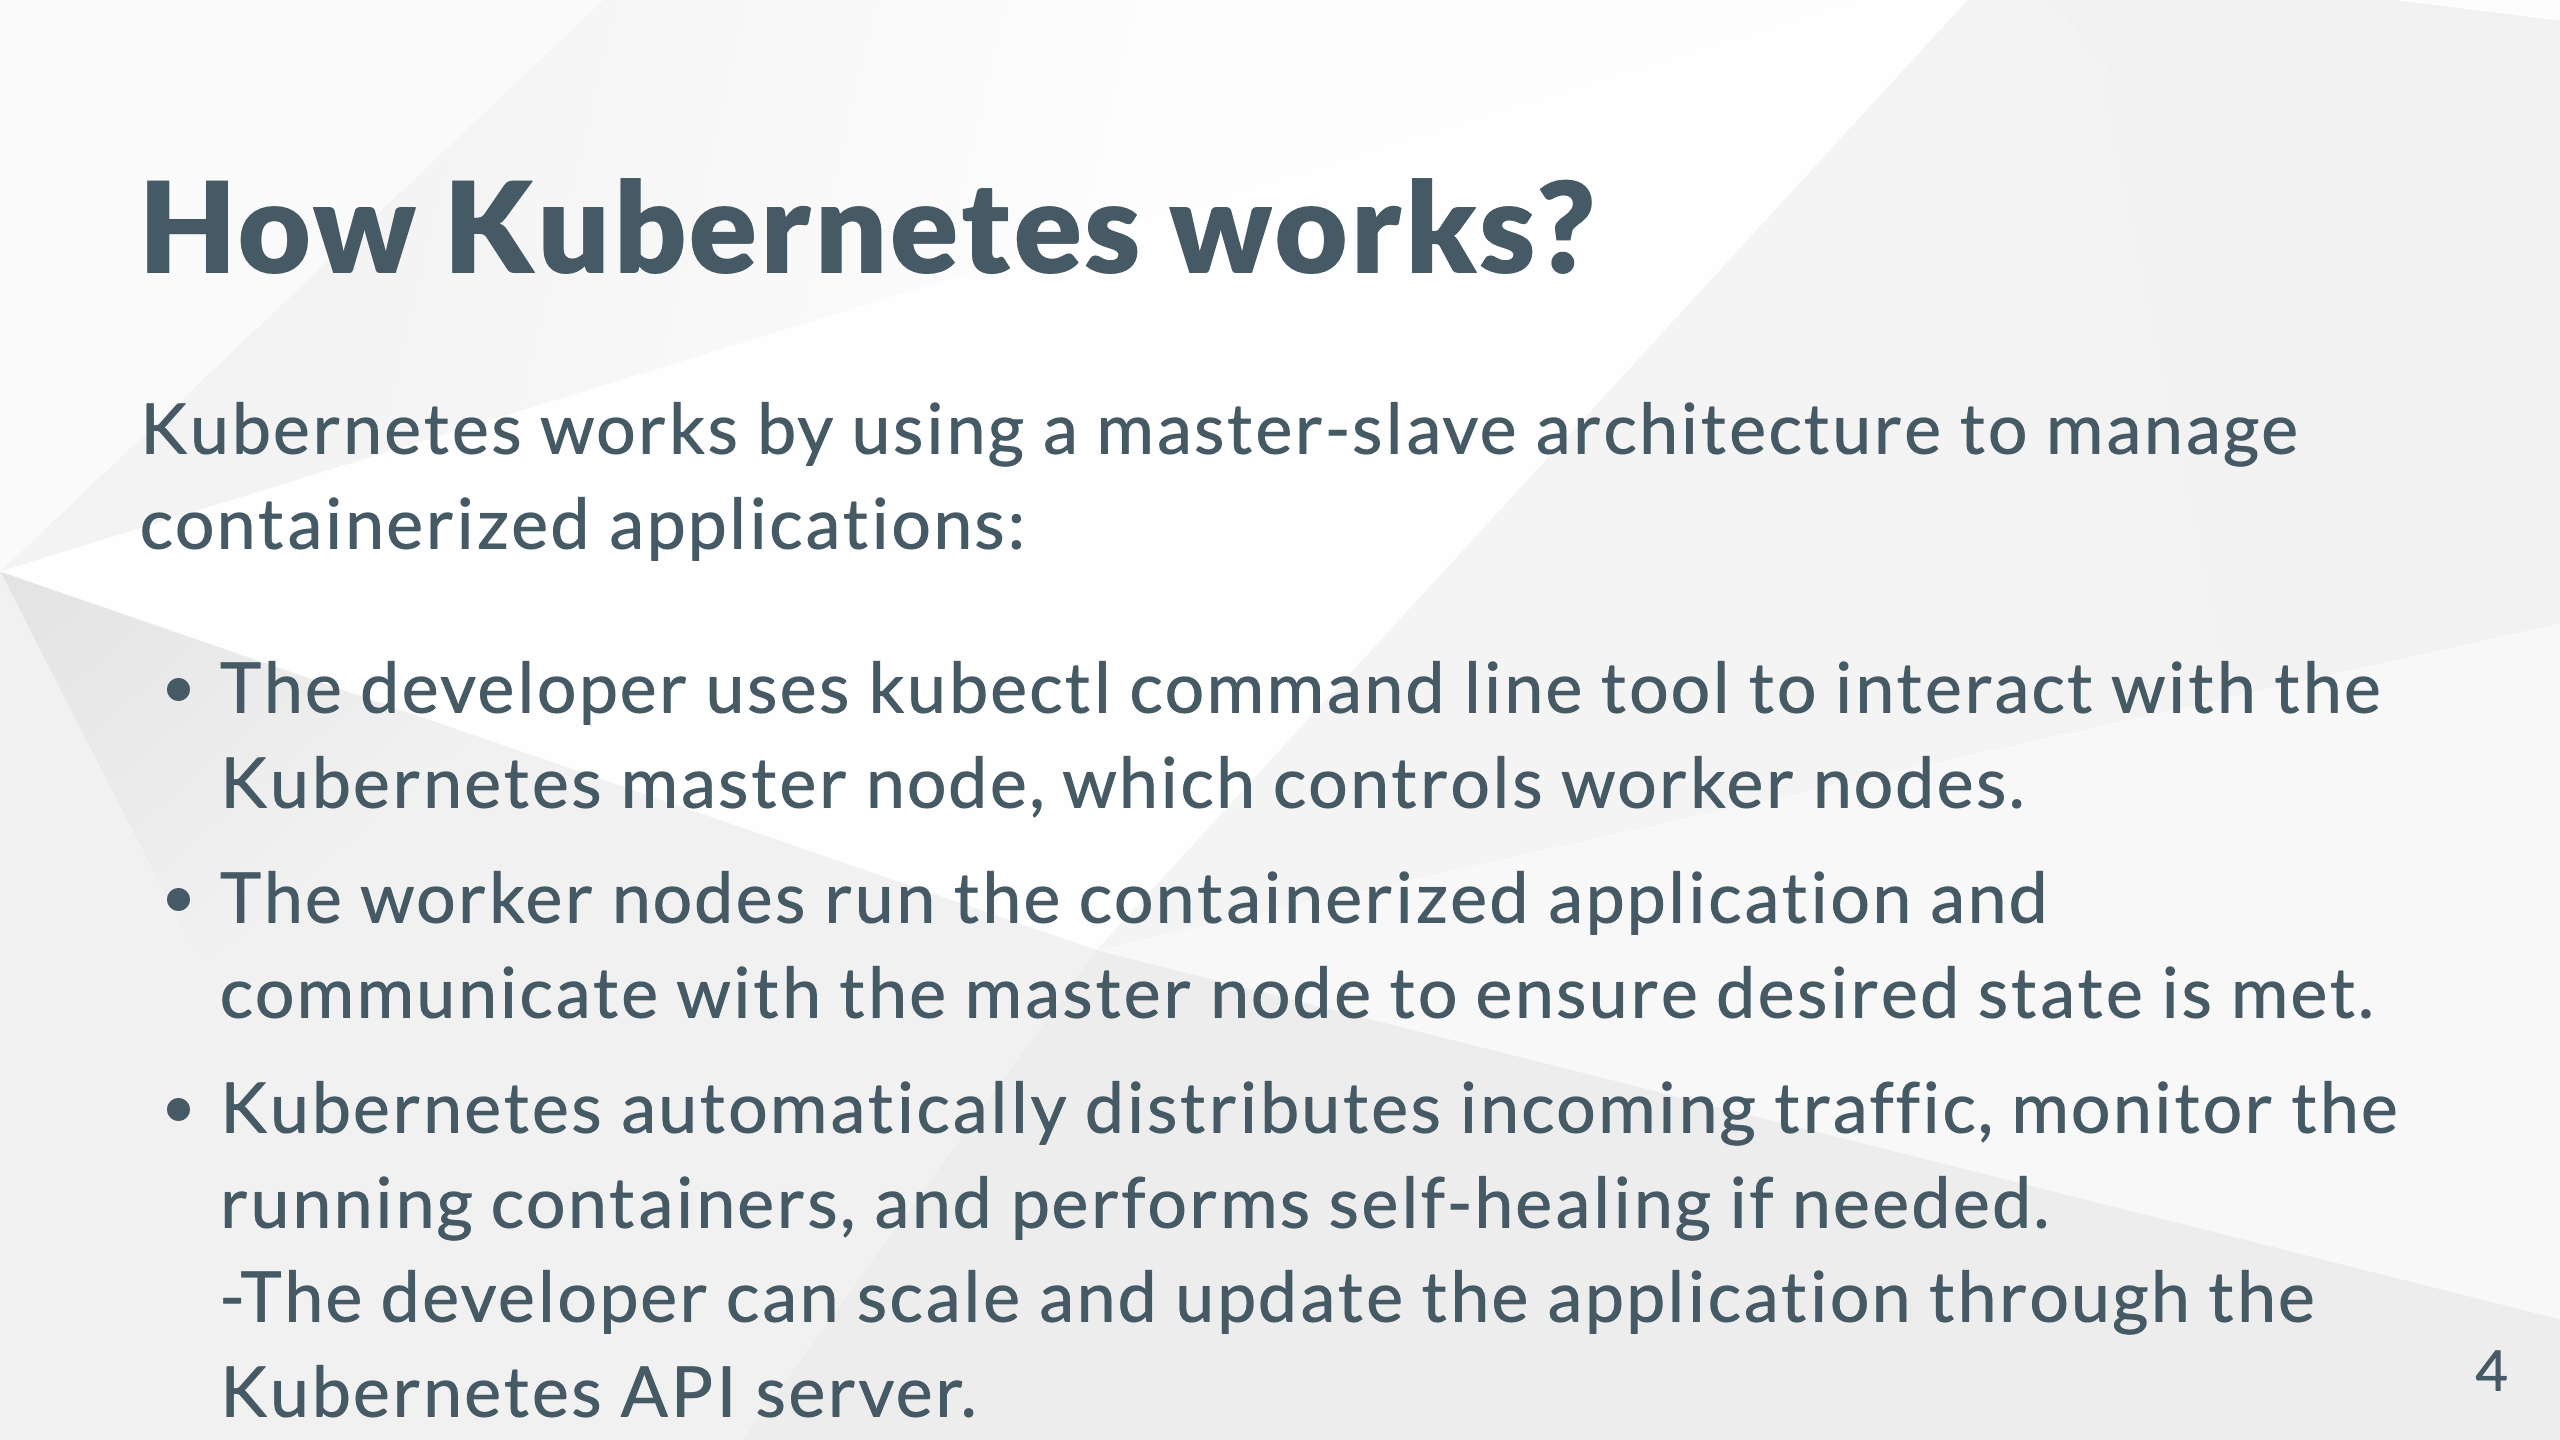 How Kubernetes works?
Kubernetes works by using a master-slave architecture to manage
containerized applications:
• The developer uses kubectl command line tool to interact with the
Kubernetes master node, which controls worker nodes.
• The worker nodes run the containerized application and
communicate with the master node to ensure desired state is met.
• Kubernetes automatically distributes incoming traffic, monitor the
running containers, and performs self-healing if needed.
-The developer can scale and update the application through the
Kubernetes API server.
4